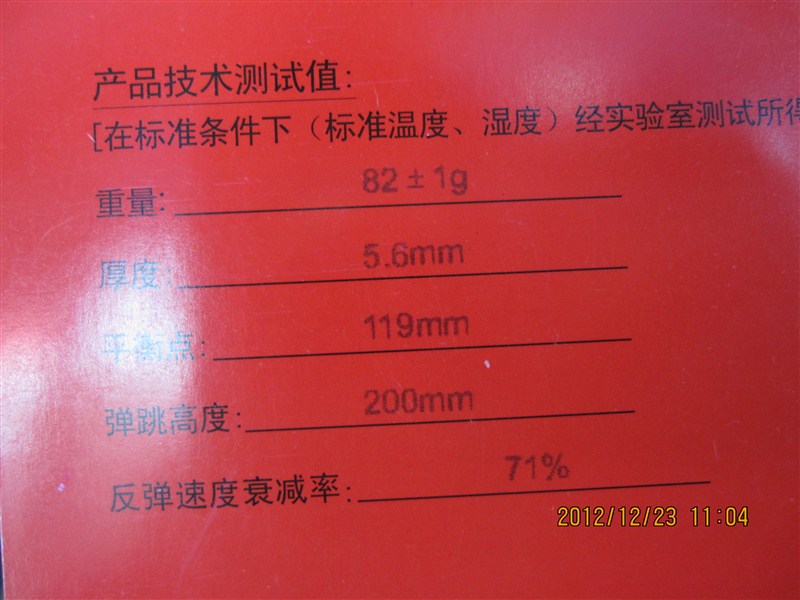 产品技术测试值:
[在标准条件下（标准温度、湿度）经实验室测试所得
重量: 82±1g
厚度: 5.6mm
平衡点: 119mm
弹跳高度: 200mm
反弹速度衰减率: 71%
2012/12/23 11:04